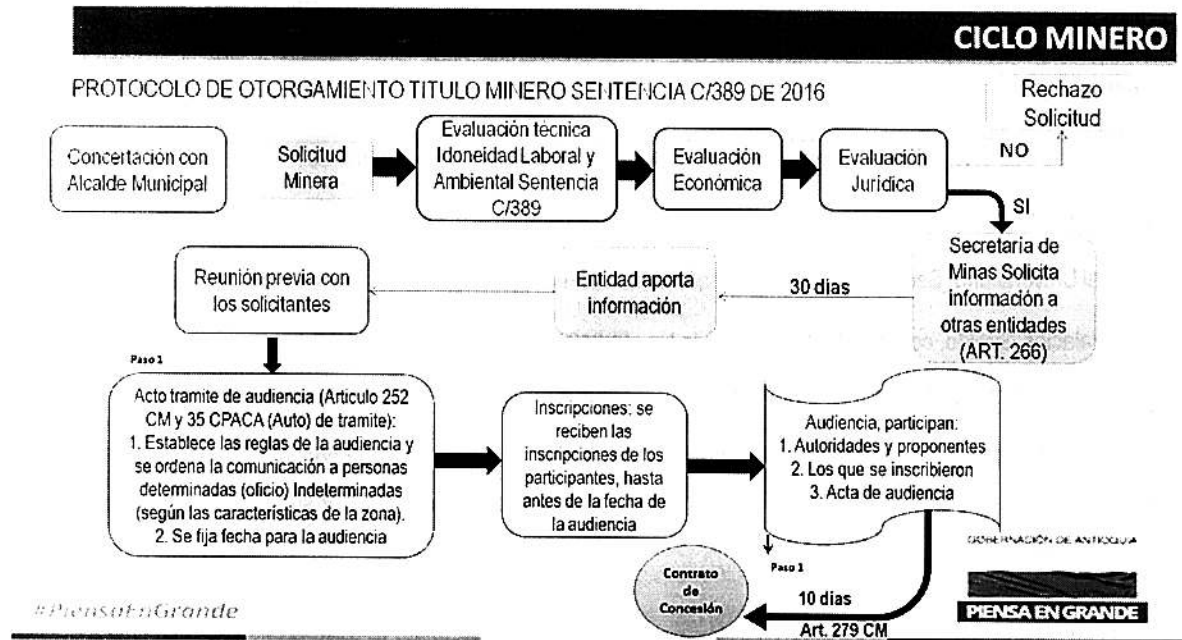 CICLO MINERO
PROTOCOLO DE OTORGAMIENTO TITULO MINERO SENTENCIA C/389 DE 2016
Concertación con
Alcalde Municipal
Solicitud
Minera
Evaluación técnica
Idoneidad Laboral y
Ambiental Sentencia
C/389
Evaluación
Económica
Evaluación
Jurídica
NO
Rechazo
Solicitud
SI
Secretaria de
Minas Solicita
información a
otras entidades
(ART. 266)
30 dias
Entidad aporta
información
Reunión previa con
los solicitantes
Paso 1
Acto tramite de audiencia (Articulo 252
CM y 35 CPACA (Auto) de tramite):
1. Establece las reglas de la audiencia y
se ordena la comunicación a personas
determinadas (oficio) Indeterminadas
(según las características de la zona).
2. Se fija fecha para la audiencia
Inscripciones: se
reciben las
inscripciones de los
participantes, hasta
antes de la fecha de
la audiencia
Audiencia, participan:
1. Autoridades y proponentes
2. Los que se inscribieron
3. Acta de audiencia
Paso 1
Contrato
de
Concesión
10 dias
Art. 279 CM
GOBERNACIÓN DE ANTIOQUIA
PIENSA EN GRANDE
#PiensaEnGrande